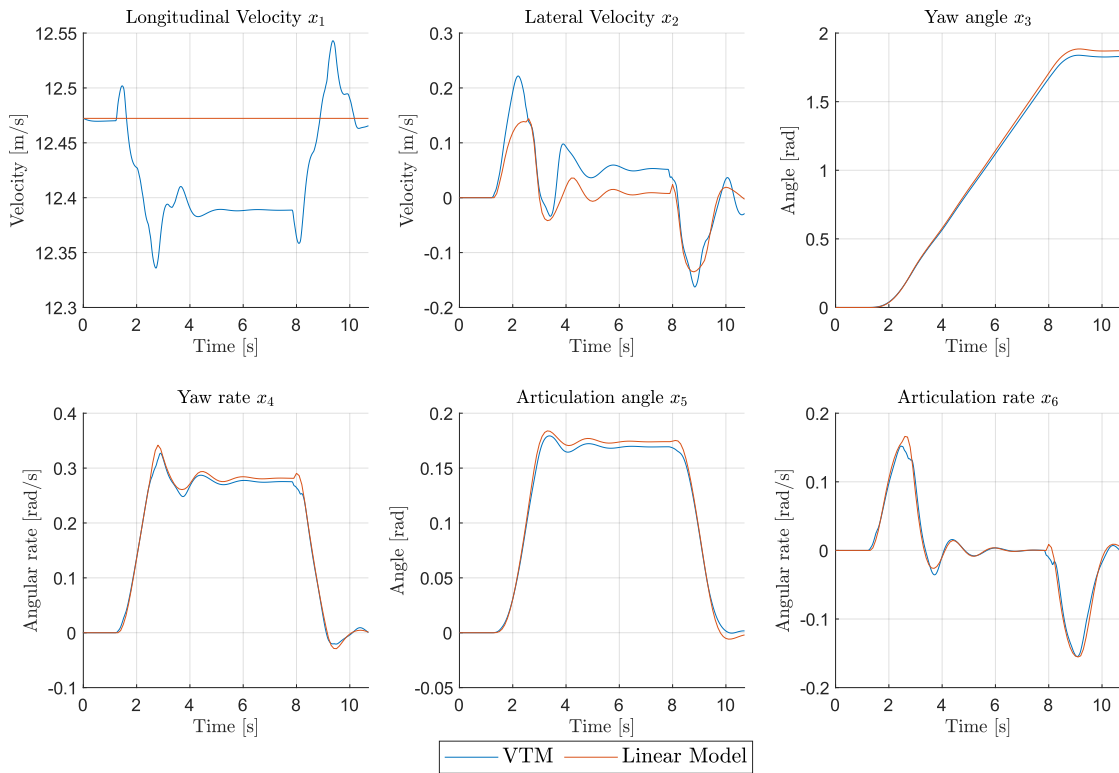 Longitudinal Velocity x₁
Velocity [m/s]
12.55
12.5
12.45
12.4
12.35
12.3
0 2 4 6 8 10
Time [s]
Lateral Velocity x₂
Velocity [m/s]
0.3
0.2
0.1
0
-0.1
-0.2
0 2 4 6 8 10
Time [s]
Yaw angle x₃
Angle [rad]
2
1.5
1
0.5
0
0 2 4 6 8 10
Time [s]
Yaw rate x₄
Angular rate [rad/s]
0.4
0.3
0.2
0.1
0
-0.1
0 2 4 6 8 10
Time [s]
Articulation angle x₅
Angle [rad]
0.2
0.15
0.1
0.05
0
-0.05
0 2 4 6 8 10
Time [s]
Articulation rate x₆
Angular rate [rad/s]
0.2
0.1
0
-0.1
-0.2
0 2 4 6 8 10
Time [s]
VTM Linear Model